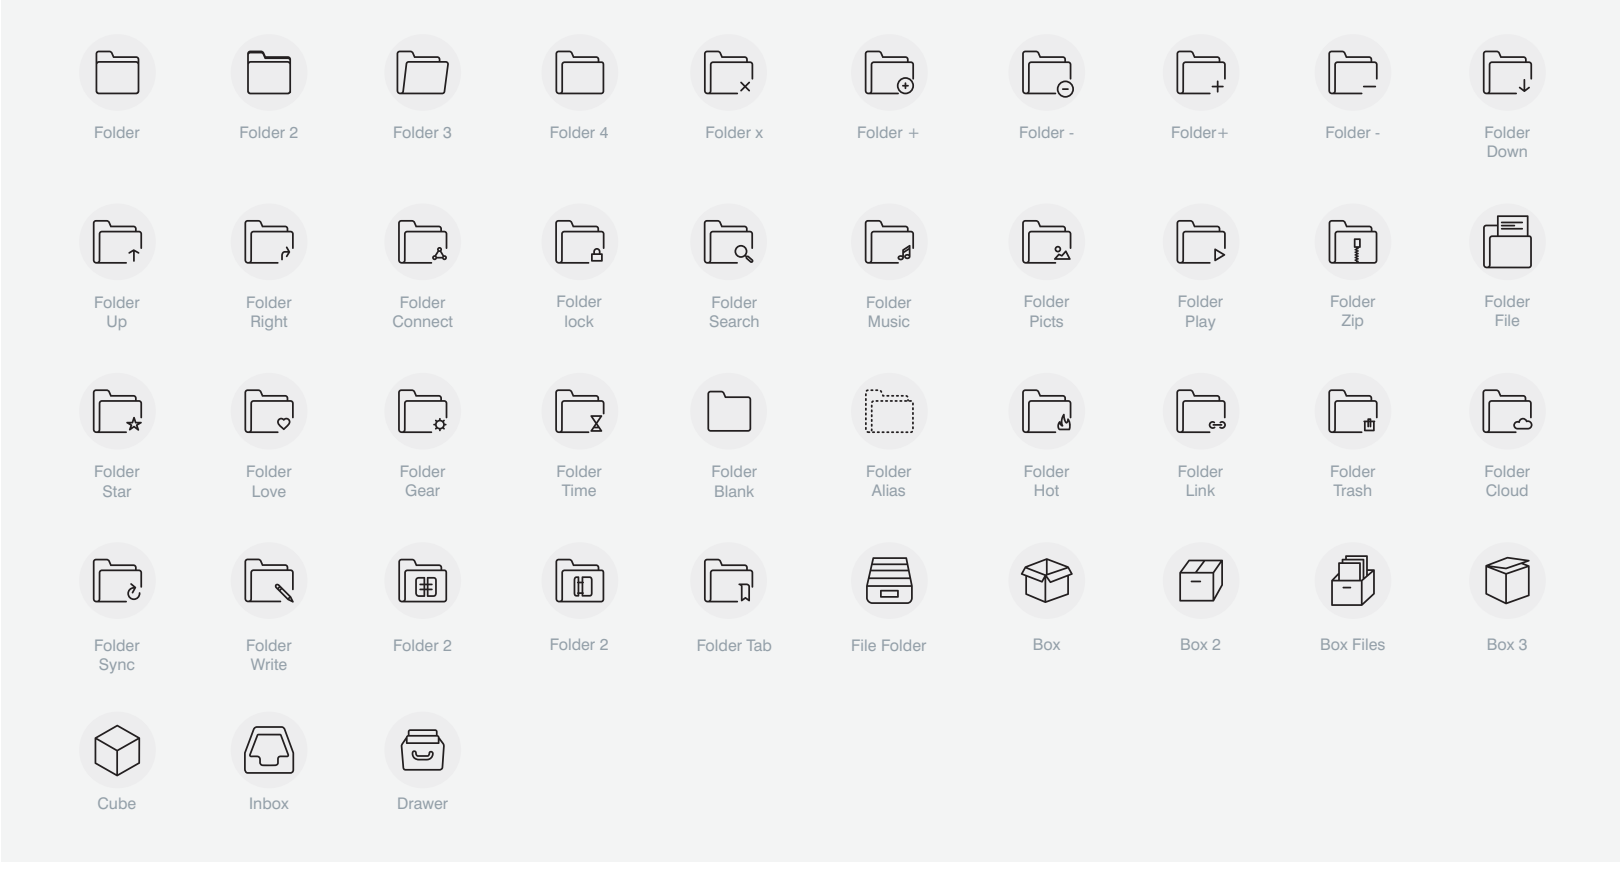 Folder
Folder 2
Folder 3
Folder 4
Folder x
Folder +
Folder -
Folder+
Folder -
Folder
Down
Folder
Up
Folder
Right
Folder
Connect
Folder
lock
Folder
Search
Folder
Music
Folder
Picts
Folder
Play
Folder
Zip
Folder
File
Folder
Star
Folder
Love
Folder
Gear
Folder
Time
Folder
Blank
Folder
Alias
Folder
Hot
Folder
Link
Folder
Trash
Folder
Cloud
Folder
Sync
Folder
Write
Folder 2
Folder 2
Folder Tab
File Folder
Box
Box 2
Box Files
Box 3
Cube
Inbox
Drawer